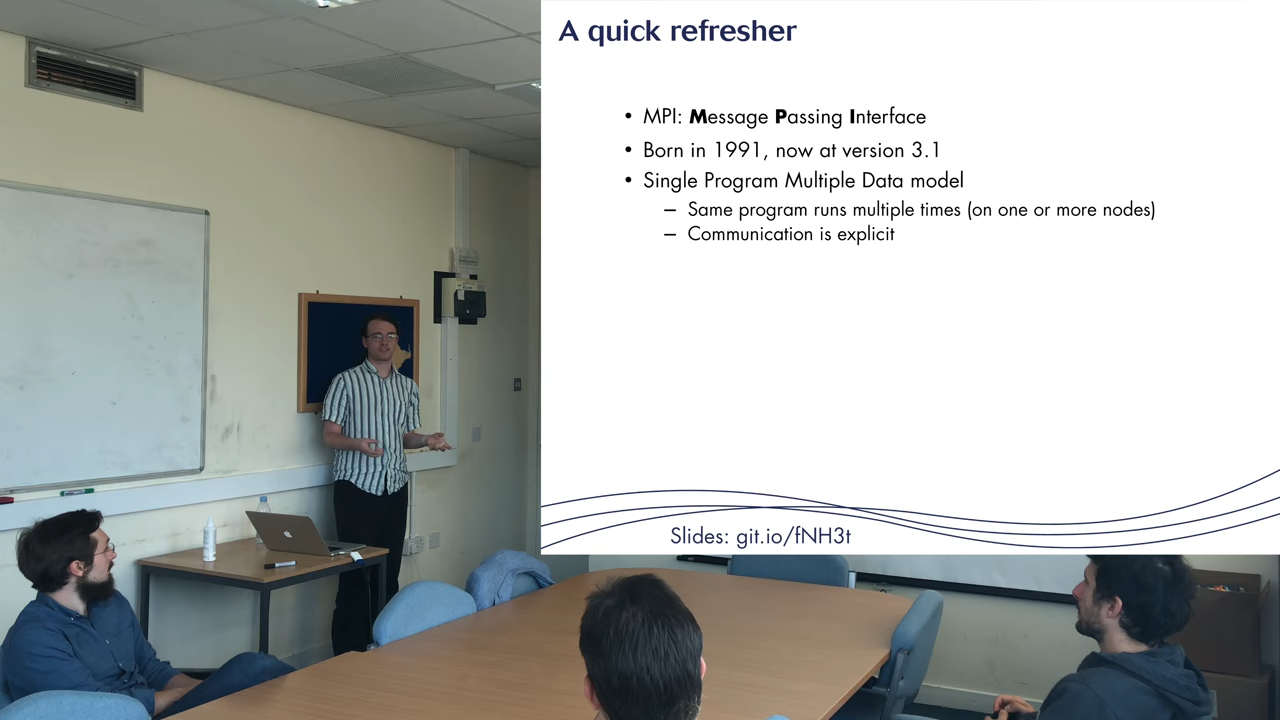 A quick refresher
• MPI: Message Passing Interface
• Born in 1991, now at version 3.1
• Single Program Multiple Data model
– Same program runs multiple times (on one or more nodes)
– Communication is explicit
Slides: git.io/fNH3t